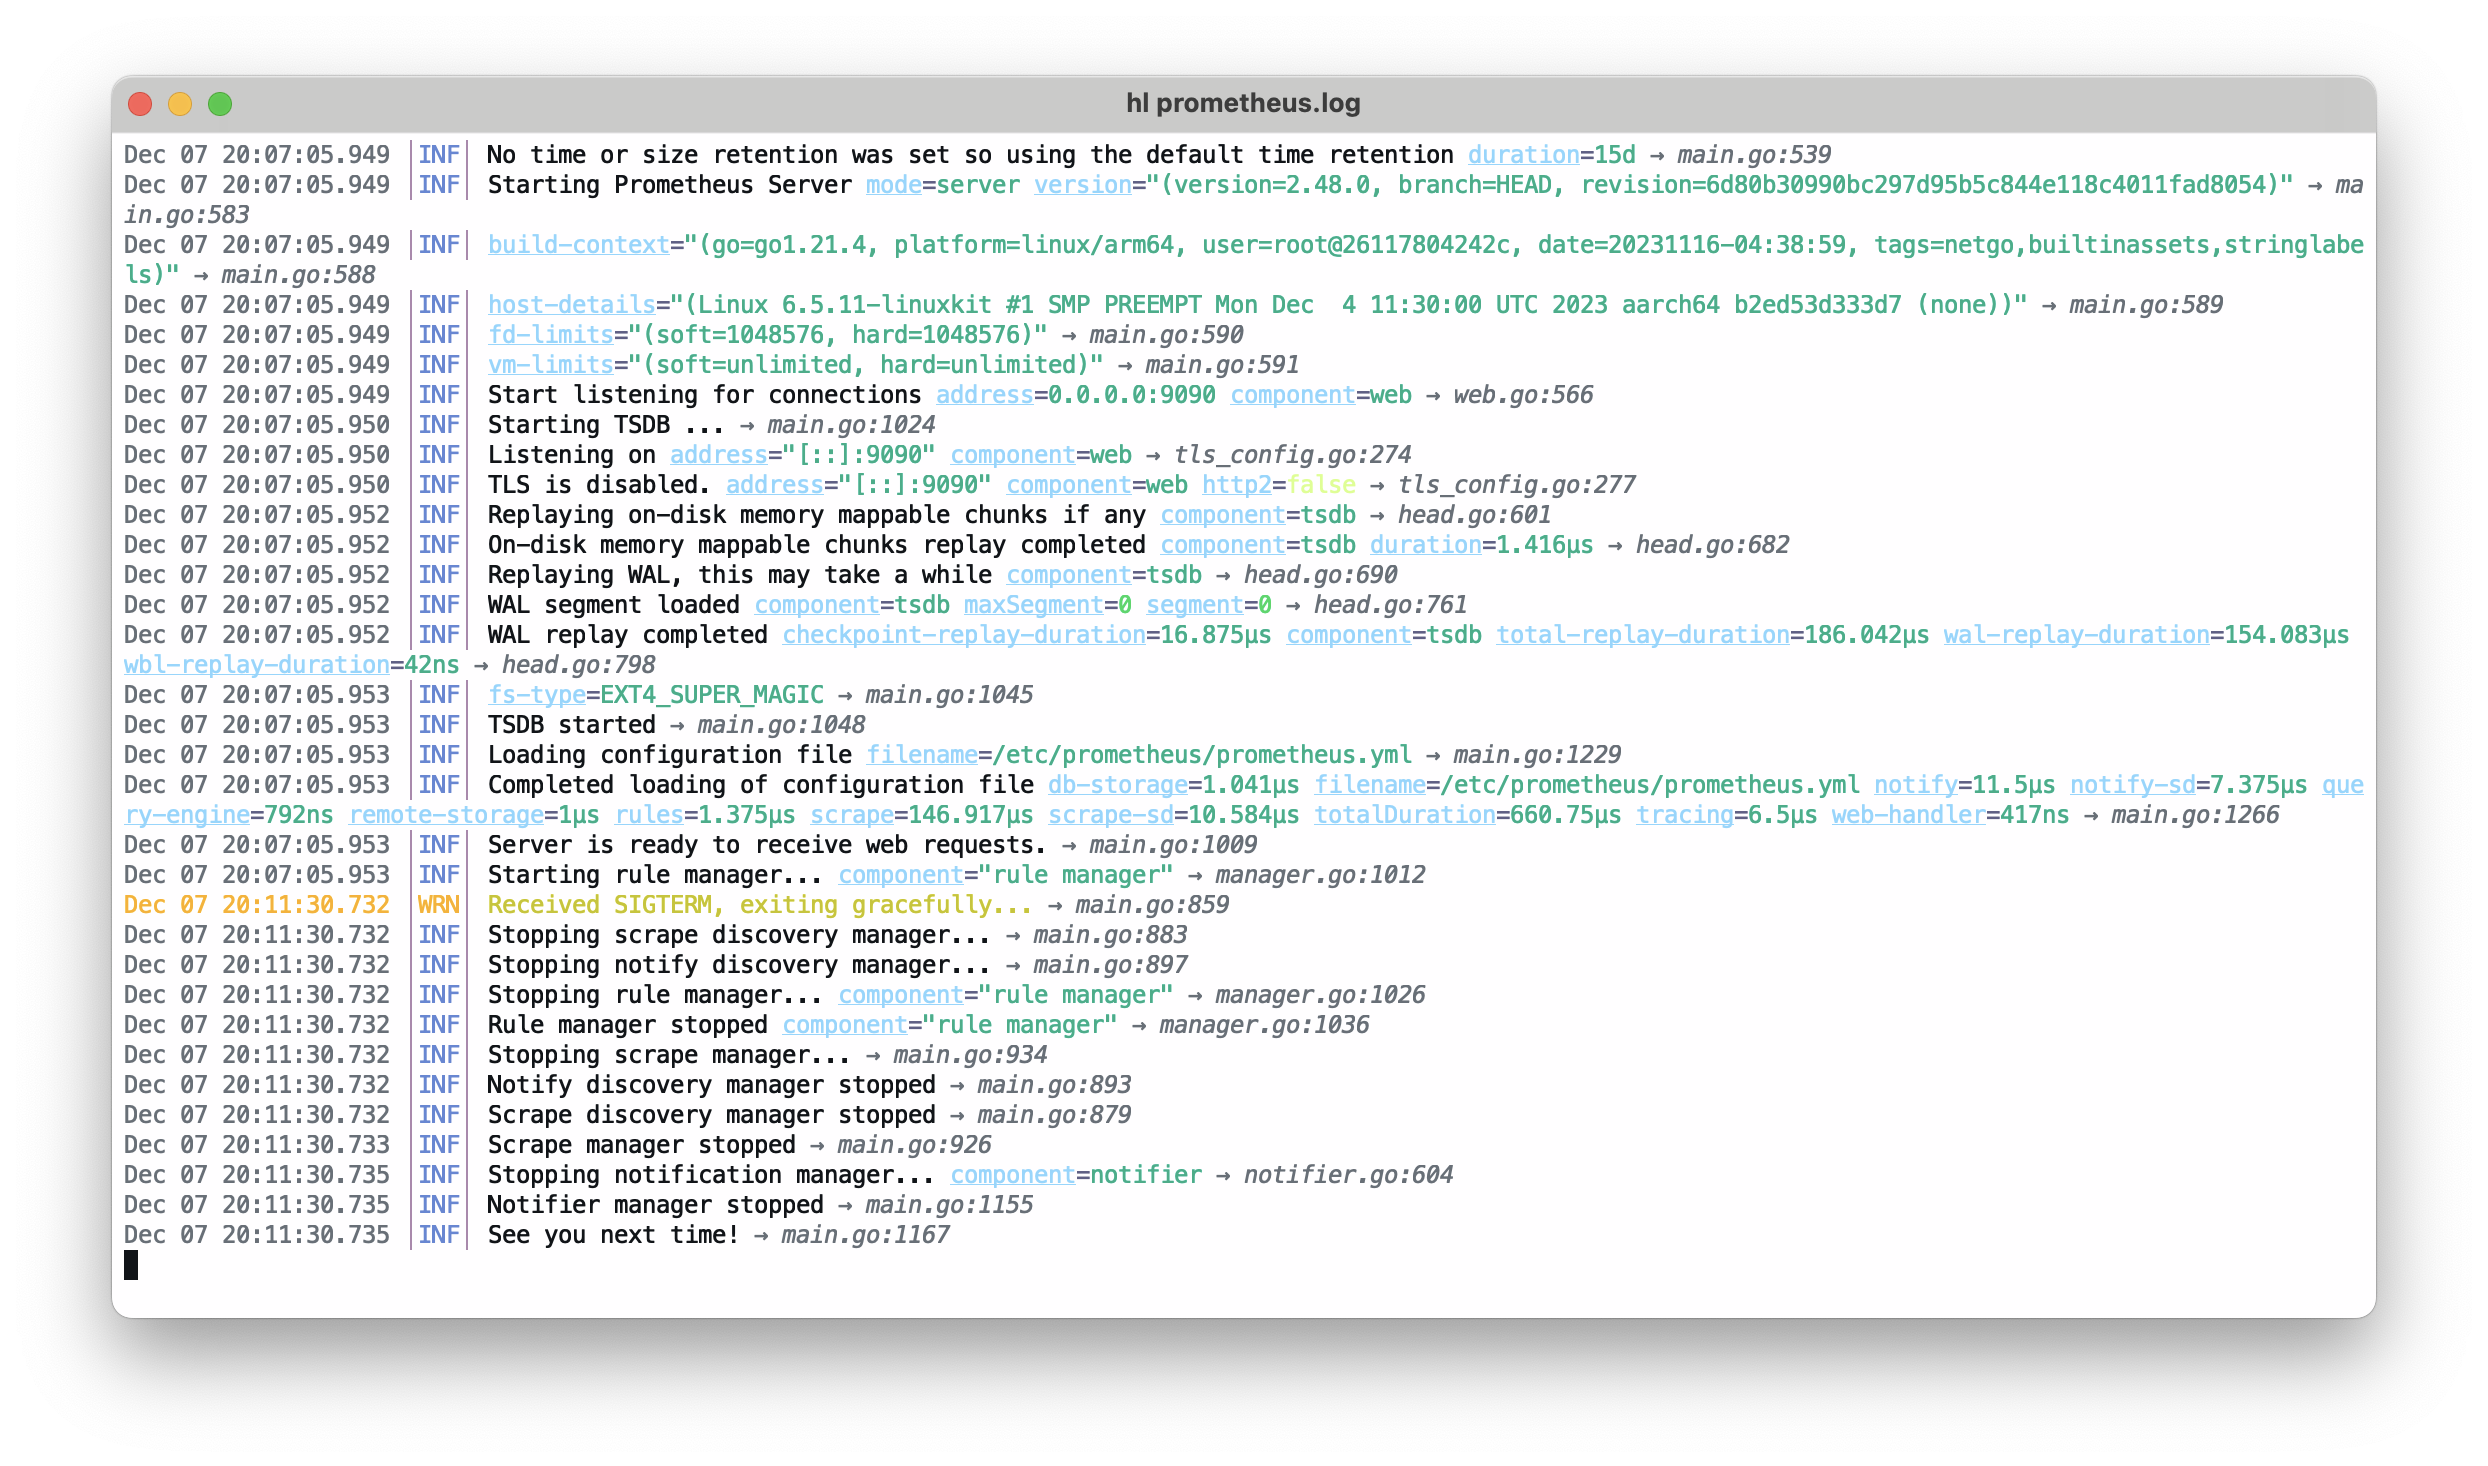 hl prometheus.log
Dec 07 20:07:05.949 |INF| No time or size retention was set so using the default time retention duration=15d → main.go:539
Dec 07 20:07:05.949 |INF| Starting Prometheus Server mode=server version="(version=2.48.0, branch=HEAD, revision=6d80b30990bc297d95b5c844e118c4011fad8054)" → ma
in.go:583
Dec 07 20:07:05.949 |INF| build-context="(go=go1.21.4, platform=linux/arm64, user=root@26117804242c, date=20231116-04:38:59, tags=netgo,builtinassets,stringlabe
ls)" → main.go:588
Dec 07 20:07:05.949 |INF| host-details="(Linux 6.5.11-linuxkit #1 SMP PREEMPT Mon Dec  4 11:30:00 UTC 2023 aarch64 b2ed53d333d7 (none))" → main.go:589
Dec 07 20:07:05.949 |INF| fd-limits="(soft=1048576, hard=1048576)" → main.go:590
Dec 07 20:07:05.949 |INF| vm-limits="(soft=unlimited, hard=unlimited)" → main.go:591
Dec 07 20:07:05.949 |INF| Start listening for connections address=0.0.0.0:9090 component=web → web.go:566
Dec 07 20:07:05.950 |INF| Starting TSDB ... → main.go:1024
Dec 07 20:07:05.950 |INF| Listening on address="[::]:9090" component=web → tls_config.go:274
Dec 07 20:07:05.950 |INF| TLS is disabled. address="[::]:9090" component=web http2=false → tls_config.go:277
Dec 07 20:07:05.952 |INF| Replaying on-disk memory mappable chunks if any component=tsdb → head.go:601
Dec 07 20:07:05.952 |INF| On-disk memory mappable chunks replay completed component=tsdb duration=1.416µs → head.go:682
Dec 07 20:07:05.952 |INF| Replaying WAL, this may take a while component=tsdb → head.go:690
Dec 07 20:07:05.952 |INF| WAL segment loaded component=tsdb maxSegment=0 segment=0 → head.go:761
Dec 07 20:07:05.952 |INF| WAL replay completed checkpoint-replay-duration=16.875µs component=tsdb total-replay-duration=186.042µs wal-replay-duration=154.083µs
wbl-replay-duration=42ns → head.go:798
Dec 07 20:07:05.953 |INF| fs-type=EXT4_SUPER_MAGIC → main.go:1045
Dec 07 20:07:05.953 |INF| TSDB started → main.go:1048
Dec 07 20:07:05.953 |INF| Loading configuration file filename=/etc/prometheus/prometheus.yml → main.go:1229
Dec 07 20:07:05.953 |INF| Completed loading of configuration file db-storage=1.041µs filename=/etc/prometheus/prometheus.yml notify=11.5µs notify-sd=7.375µs que
ry-engine=792ns remote-storage=1µs rules=1.375µs scrape=146.917µs scrape-sd=10.584µs totalDuration=660.75µs tracing=6.5µs web-handler=417ns → main.go:1266
Dec 07 20:07:05.953 |INF| Server is ready to receive web requests. → main.go:1009
Dec 07 20:07:05.953 |INF| Starting rule manager... component="rule manager" → manager.go:1012
Dec 07 20:11:30.732 |WRN| Received SIGTERM, exiting gracefully... → main.go:859
Dec 07 20:11:30.732 |INF| Stopping scrape discovery manager... → main.go:883
Dec 07 20:11:30.732 |INF| Stopping notify discovery manager... → main.go:897
Dec 07 20:11:30.732 |INF| Stopping rule manager... component="rule manager" → manager.go:1026
Dec 07 20:11:30.732 |INF| Rule manager stopped component="rule manager" → manager.go:1036
Dec 07 20:11:30.732 |INF| Stopping scrape manager... → main.go:934
Dec 07 20:11:30.732 |INF| Notify discovery manager stopped → main.go:893
Dec 07 20:11:30.732 |INF| Scrape discovery manager stopped → main.go:879
Dec 07 20:11:30.733 |INF| Scrape manager stopped → main.go:926
Dec 07 20:11:30.735 |INF| Stopping notification manager... component=notifier → notifier.go:604
Dec 07 20:11:30.735 |INF| Notifier manager stopped → main.go:1155
Dec 07 20:11:30.735 |INF| See you next time! → main.go:1167